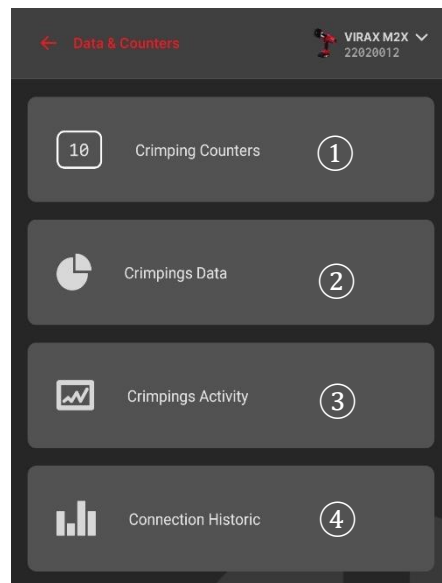 ← Data & Counters
VIRAX M2X
22020012
10 Crimping Counters ①
Crimpings Data ②
Crimpings Activity ③
Connection Historic ④